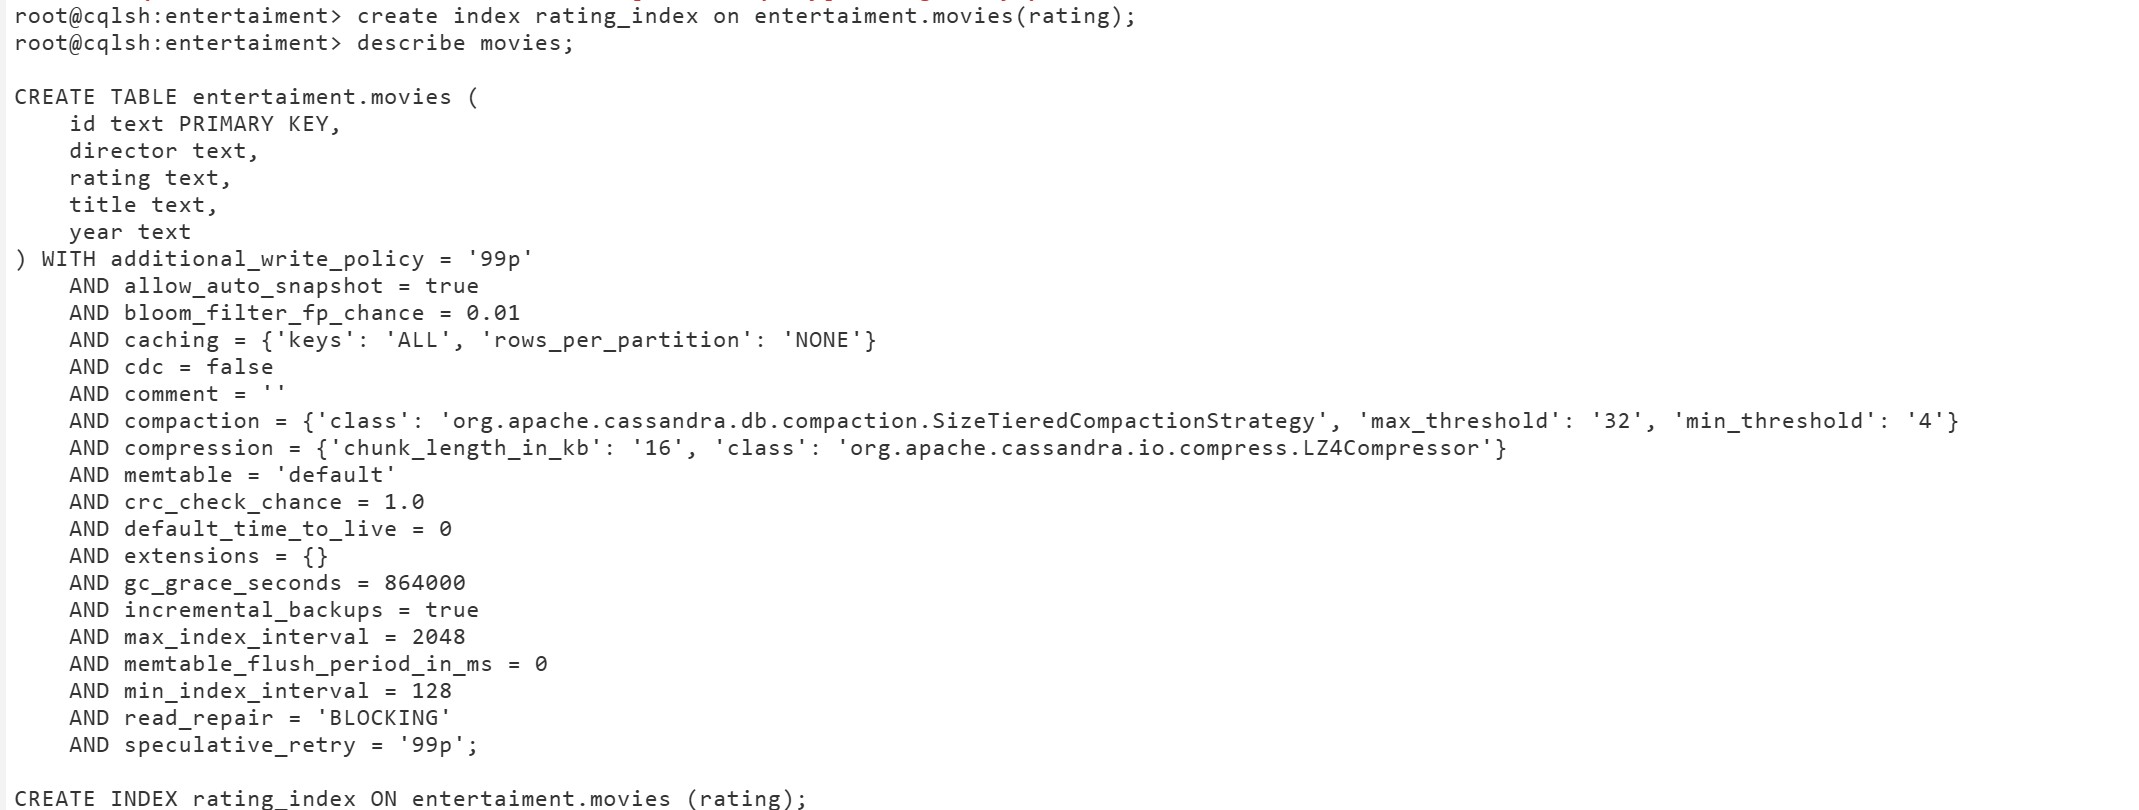 root@cqlsh:entertaiment> create index rating_index on entertaiment.movies(rating);
root@cqlsh:entertaiment> describe movies;
CREATE TABLE entertaiment.movies (
    id text PRIMARY KEY,
    director text,
    rating text,
    title text,
    year text
) WITH additional_write_policy = '99p'
    AND allow_auto_snapshot = true
    AND bloom_filter_fp_chance = 0.01
    AND caching = {'keys': 'ALL', 'rows_per_partition': 'NONE'}
    AND cdc = false
    AND comment = ''
    AND compaction = {'class': 'org.apache.cassandra.db.compaction.SizeTieredCompactionStrategy', 'max_threshold': '32', 'min_threshold': '4'}
    AND compression = {'chunk_length_in_kb': '16', 'class': 'org.apache.cassandra.io.compress.LZ4Compressor'}
    AND memtable = 'default'
    AND crc_check_chance = 1.0
    AND default_time_to_live = 0
    AND extensions = {}
    AND gc_grace_seconds = 864000
    AND incremental_backups = true
    AND max_index_interval = 2048
    AND memtable_flush_period_in_ms = 0
    AND min_index_interval = 128
    AND read_repair = 'BLOCKING'
    AND speculative_retry = '99p';
CREATE INDEX rating_index ON entertaiment.movies (rating);